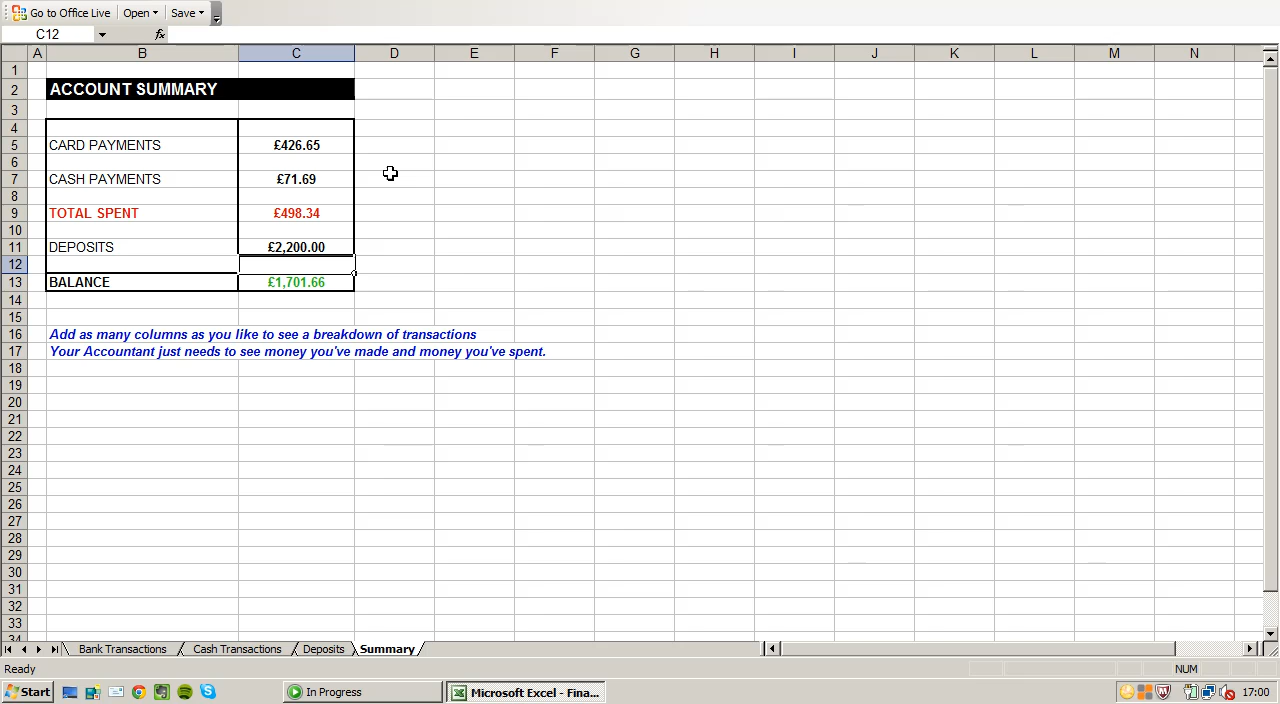 Go to Office Live Open Save
C12 fx
A B C D E F G H I J K L M N
1
2 ACCOUNT SUMMARY
3
4
5 CARD PAYMENTS £426.65
6
7 CASH PAYMENTS £71.69
8
9 TOTAL SPENT £498.34
10
11 DEPOSITS £2,200.00
12
13 BALANCE £1,701.66
14
15
16 Add as many columns as you like to see a breakdown of transactions
17 Your Accountant just needs to see money you've made and money you've spent.
18
19
20
21
22
23
24
25
26
27
28
29
30
31
32
33
34
Bank Transactions Cash Transactions Deposits Summary
Ready NUM
Start In Progress Microsoft Excel - Fina... 17:00